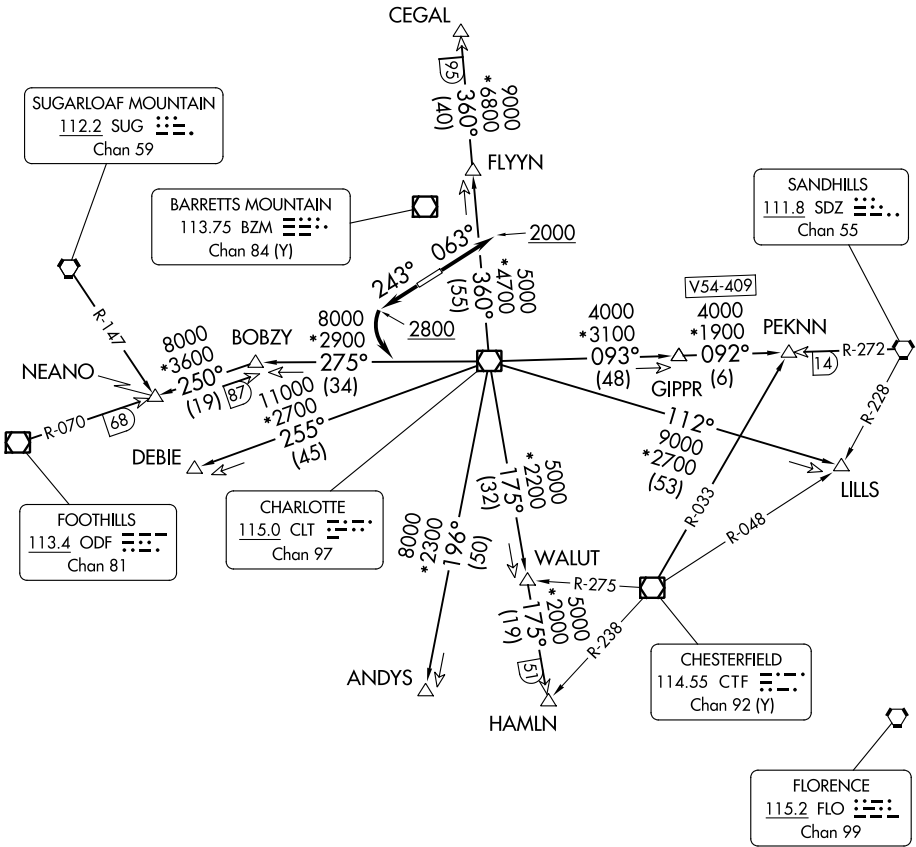 CEGAL
95
360°
(40)
9000
*6800
FLYYN
SUGARLOAF MOUNTAIN
112.2 SUG
Chan 59
BARRETTS MOUNTAIN
113.75 BZM
Chan 84 (Y)
SANDHILLS
111.8 SDZ
Chan 55
2000
063°
243°
2800
5000
*4700
360°
(55)
R-147
8000
*3600
250°
(19)
BOBZY
87
8000
*2900
275°
(34)
4000
*3100
093°
(48)
GIPPR
V54-409
4000
*1900
092°
(6)
PEKNN
14
R-272
R-228
NEANO
R-070
68
DEBIE
11000
*2700
255°
(45)
112°
9000
*2700
(53)
LILLS
FOOTHILLS
113.4 ODF
Chan 81
CHARLOTTE
115.0 CLT
Chan 97
8000
*2300
196°
(50)
5000
*2200
175°
(32)
R-033
R-048
WALUT
R-275
R-238
5000
*2000
175°
(19)
51
ANDYS
HAMLN
CHESTERFIELD
114.55 CTF
Chan 92 (Y)
FLORENCE
115.2 FLO
Chan 99